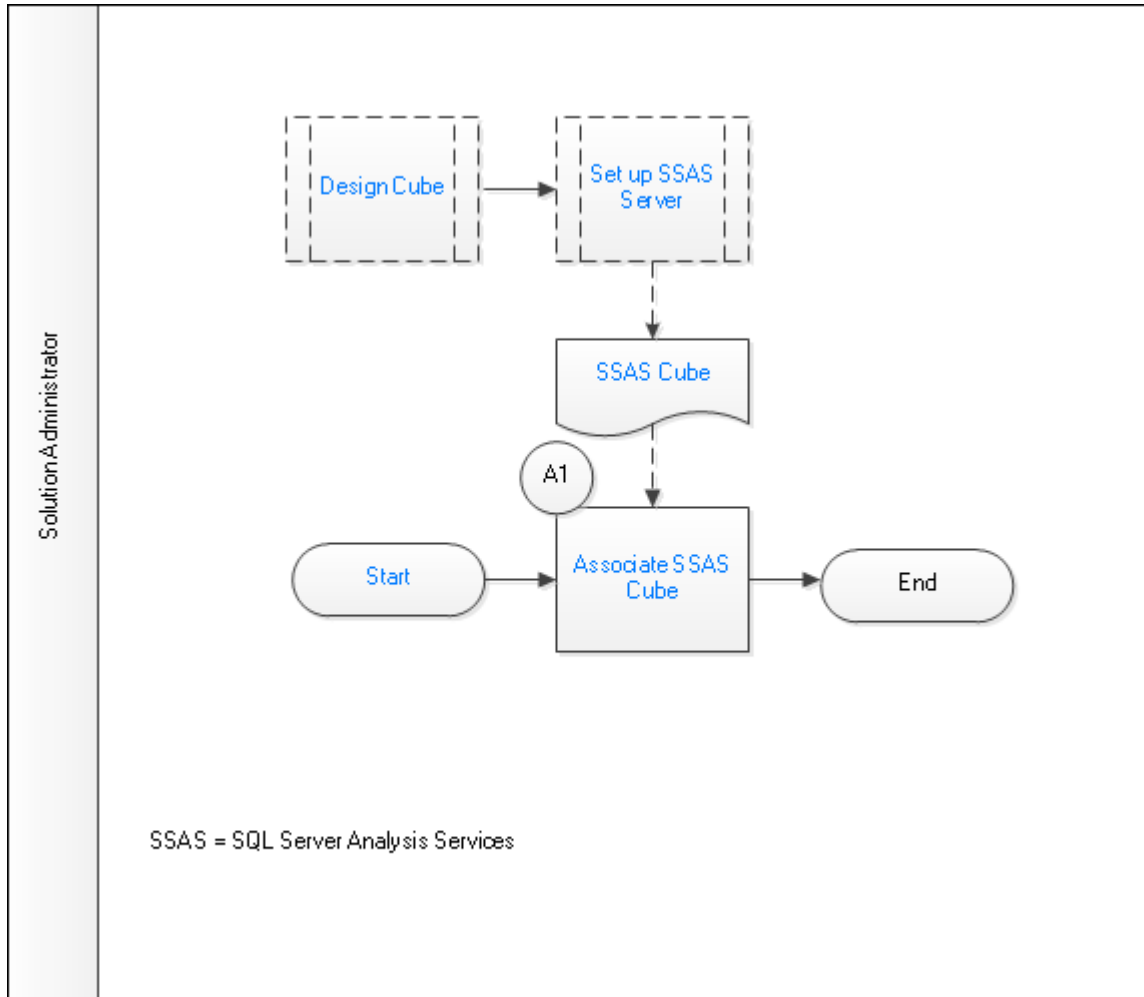 Solution Administrator
Design Cube
Set up SSAS
Server
SSAS Cube
A1
Start
Associate SSAS
Cube
End
SSAS = SQL Server Analysis Services